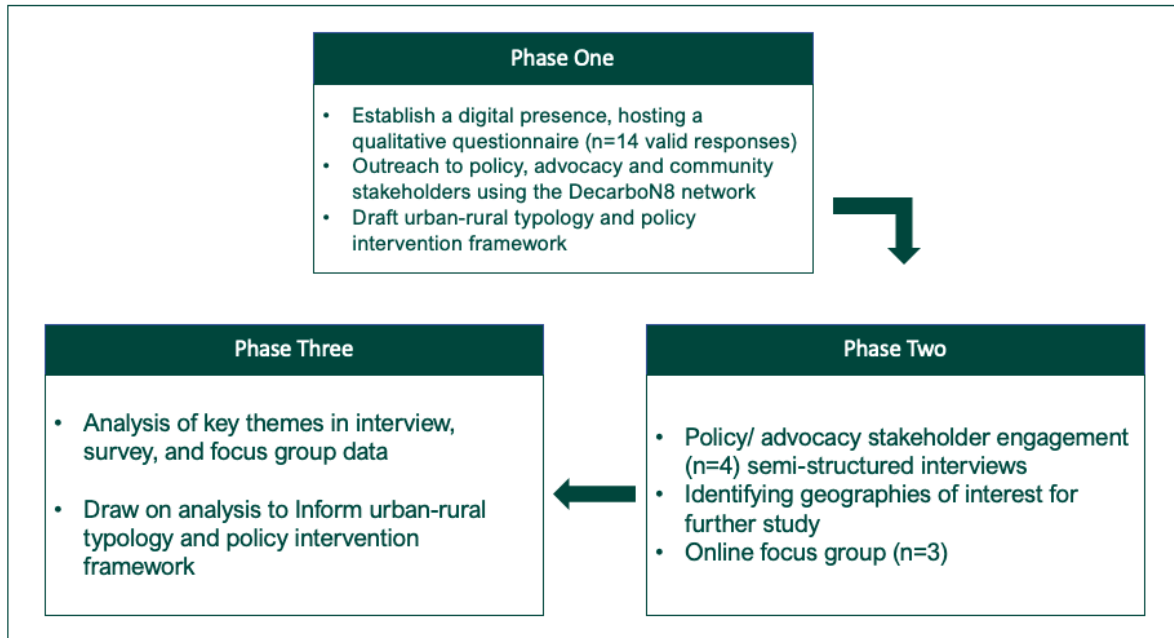 Phase One
• Establish a digital presence, hosting a
qualitative questionnaire (n=14 valid responses)
• Outreach to policy, advocacy and community
stakeholders using the DecarboN8 network
• Draft urban-rural typology and policy
intervention framework
Phase Two
• Policy/ advocacy stakeholder engagement
(n=4) semi-structured interviews
• Identifying geographies of interest for
further study
• Online focus group (n=3)
Phase Three
• Analysis of key themes in interview,
survey, and focus group data
• Draw on analysis to Inform urban-rural
typology and policy intervention
framework